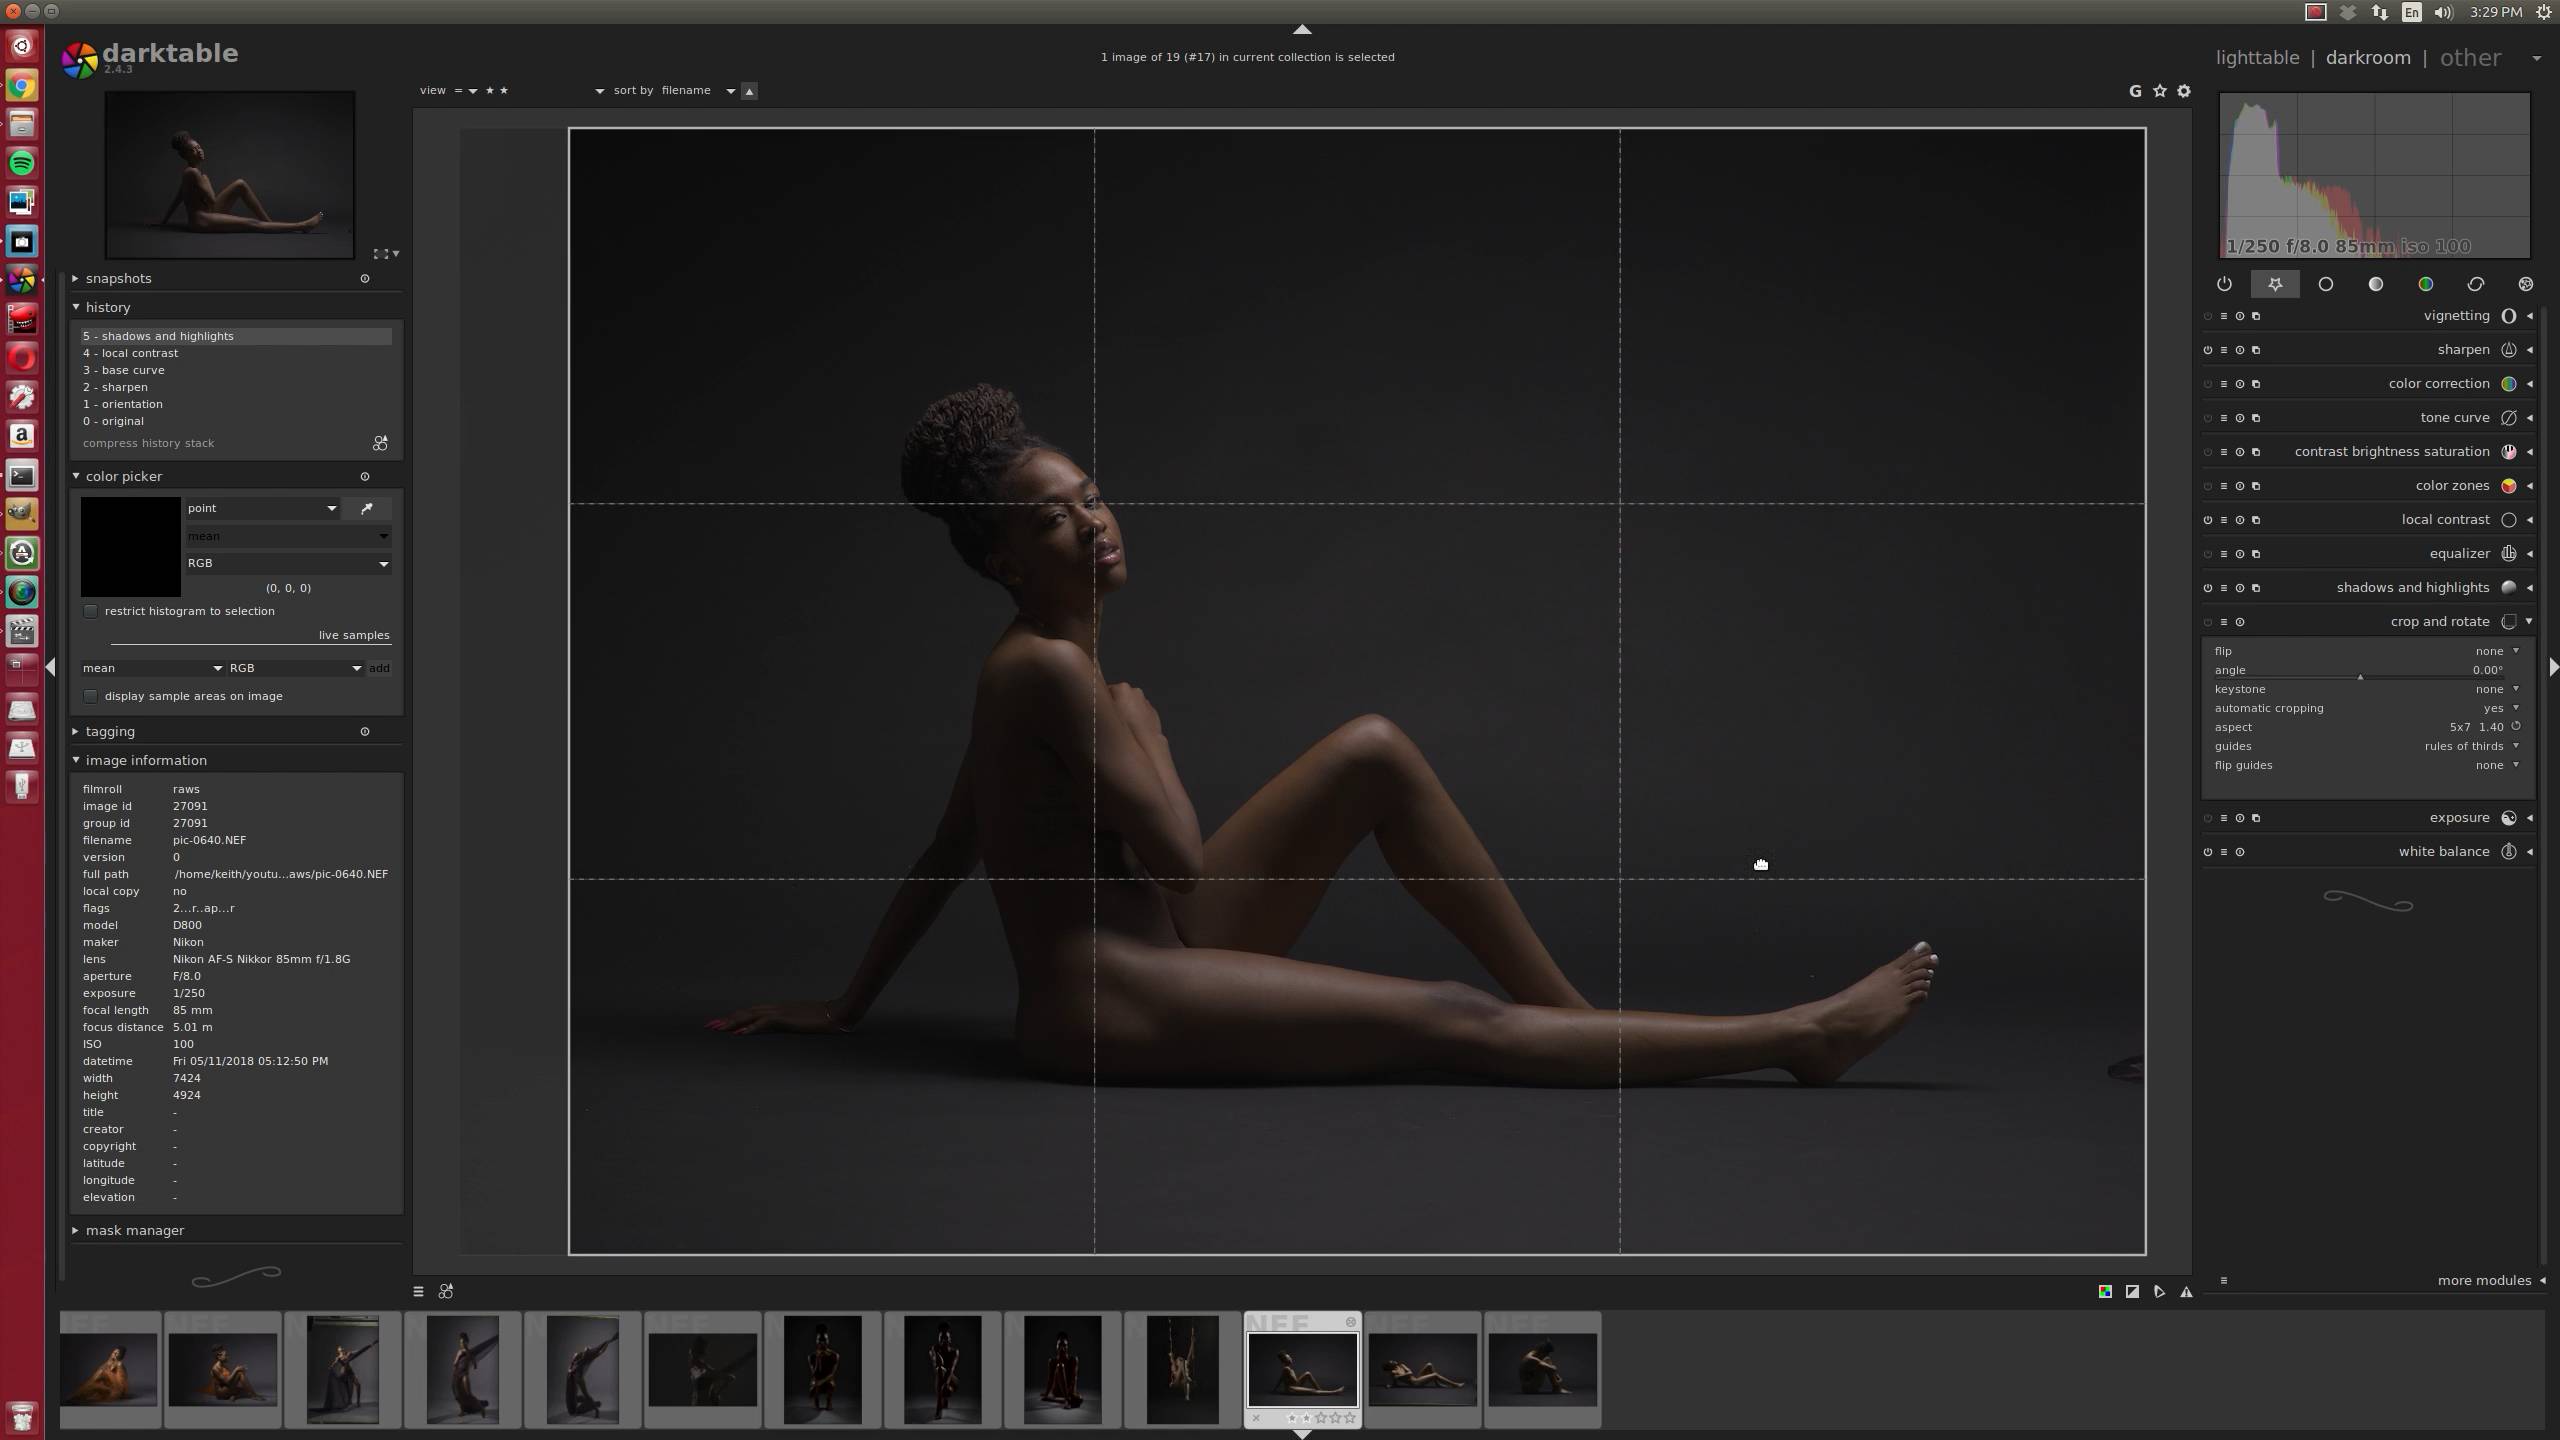 En
3:29 PM
darktable
2.4.3
1 image of 19 (#17) in current collection is selected
lighttable | darkroom | other
view =
sort by filename
G
1/250 f/8.0 85mm iso 100
snapshots
history
5 - shadows and highlights
4 - local contrast
3 - base curve
2 - sharpen
1 - orientation
0 - original
compress history stack
color picker
point
mean
RGB
(0, 0, 0)
restrict histogram to selection
live samples
mean RGB add
display sample areas on image
tagging
image information
filmroll raws
image id 27091
group id 27091
filename pic-0640.NEF
version 0
full path /home/keith/youtu...aws/pic-0640.NEF
local copy no
flags 2...r..ap...r
model D800
maker Nikon
lens Nikon AF-S Nikkor 85mm f/1.8G
aperture F/8.0
exposure 1/250
focal length 85 mm
focus distance 5.01 m
ISO 100
datetime Fri 05/11/2018 05:12:50 PM
width 7424
height 4924
title -
creator -
copyright -
latitude -
longitude -
elevation -
mask manager
vignetting
sharpen
color correction
tone curve
contrast brightness saturation
color zones
local contrast
equalizer
shadows and highlights
crop and rotate
flip none
angle 0.00°
keystone none
automatic cropping yes
aspect 5x7 1.40
guides rules of thirds
flip guides none
exposure
white balance
more modules
NEF